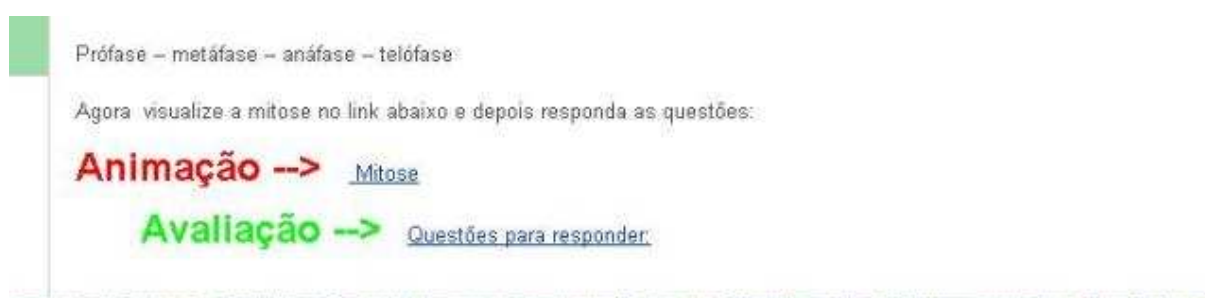 Prófase – metáfase – anáfase – telófase
Agora visualize a mitose no link abaixo e depois responda as questões:
Animação --> Mitose
Avaliação --> Questões para responder: